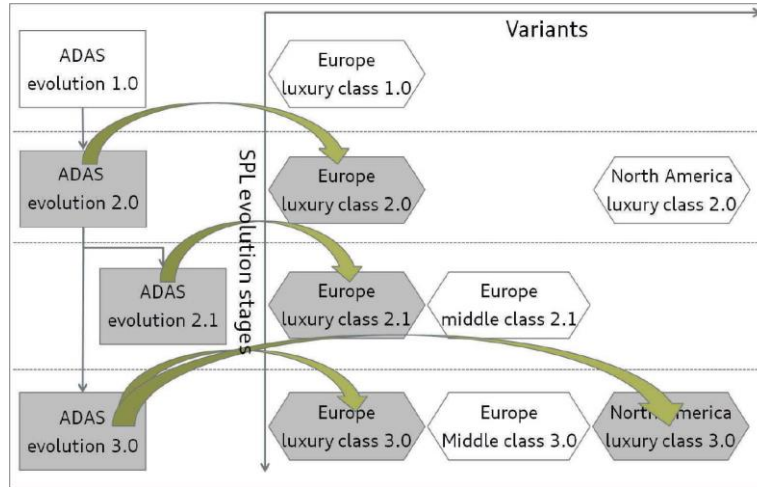 Variants
ADAS
evolution 1.0
Europe
luxury class 1.0
SPL evolution stages
ADAS
evolution 2.0
Europe
luxury class 2.0
North America
luxury class 2.0
ADAS
evolution 2.1
Europe
luxury class 2.1
Europe
middle class 2.1
ADAS
evolution 3.0
Europe
luxury class 3.0
Europe
Middle class 3.0
North America
luxury class 3.0